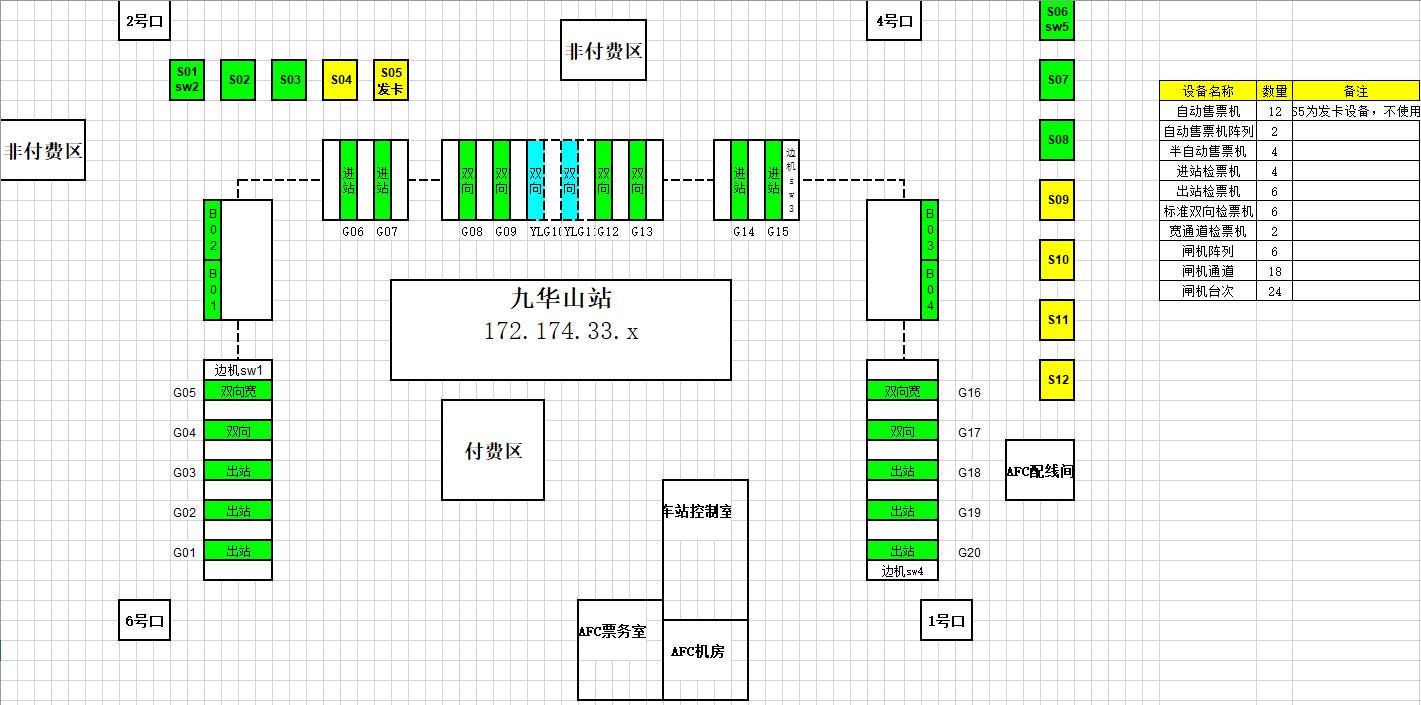 2号口
4号口
S06
sw5
非付费区
S01
sw2
S02
S03
S04
S05
发卡
S07
设备名称 数量 备注
自动售票机 12 S5为发卡设备，不使用
自动售票机阵列 2
半自动售票机 4
进站检票机 4
出站检票机 6
标准双向检票机 6
宽通道检票机 2
闸机阵列 6
闸机通道 18
闸机台次 24
非付费区
S08
进站
进站
双向
双向
双向
双向
双向
双向
进站
进站
边机sw3
S09
G06 G07 G08 G09 YLG10 YLG11 G12 G13 G14 G15
B02
B01
B03
B04
S10
九华山站
172.174.33.x
S11
边机sw1
S12
G05 双向宽
双向宽 G16
G04 双向
双向 G17
付费区
G03 出站
出站 G18
AFC配线间
G02 出站
出站 G19
车站控制室
G01 出站
出站 G20
边机sw4
6号口
1号口
AFC票务室
AFC机房